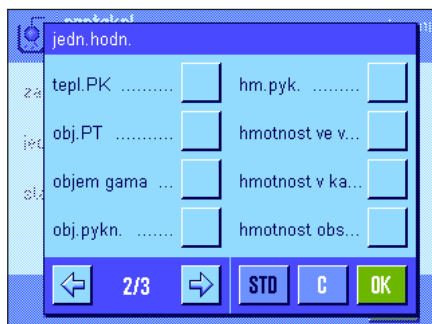 protokol
jedn.hodn.
tepl.PK ..........
hm.pyk. ........
obj.PT ...........
hmotnost ve v...
objem gama ...
hmotnost v ka...
obj.pykn. ......
hmotnost obs...
2/3
STD
C
OK